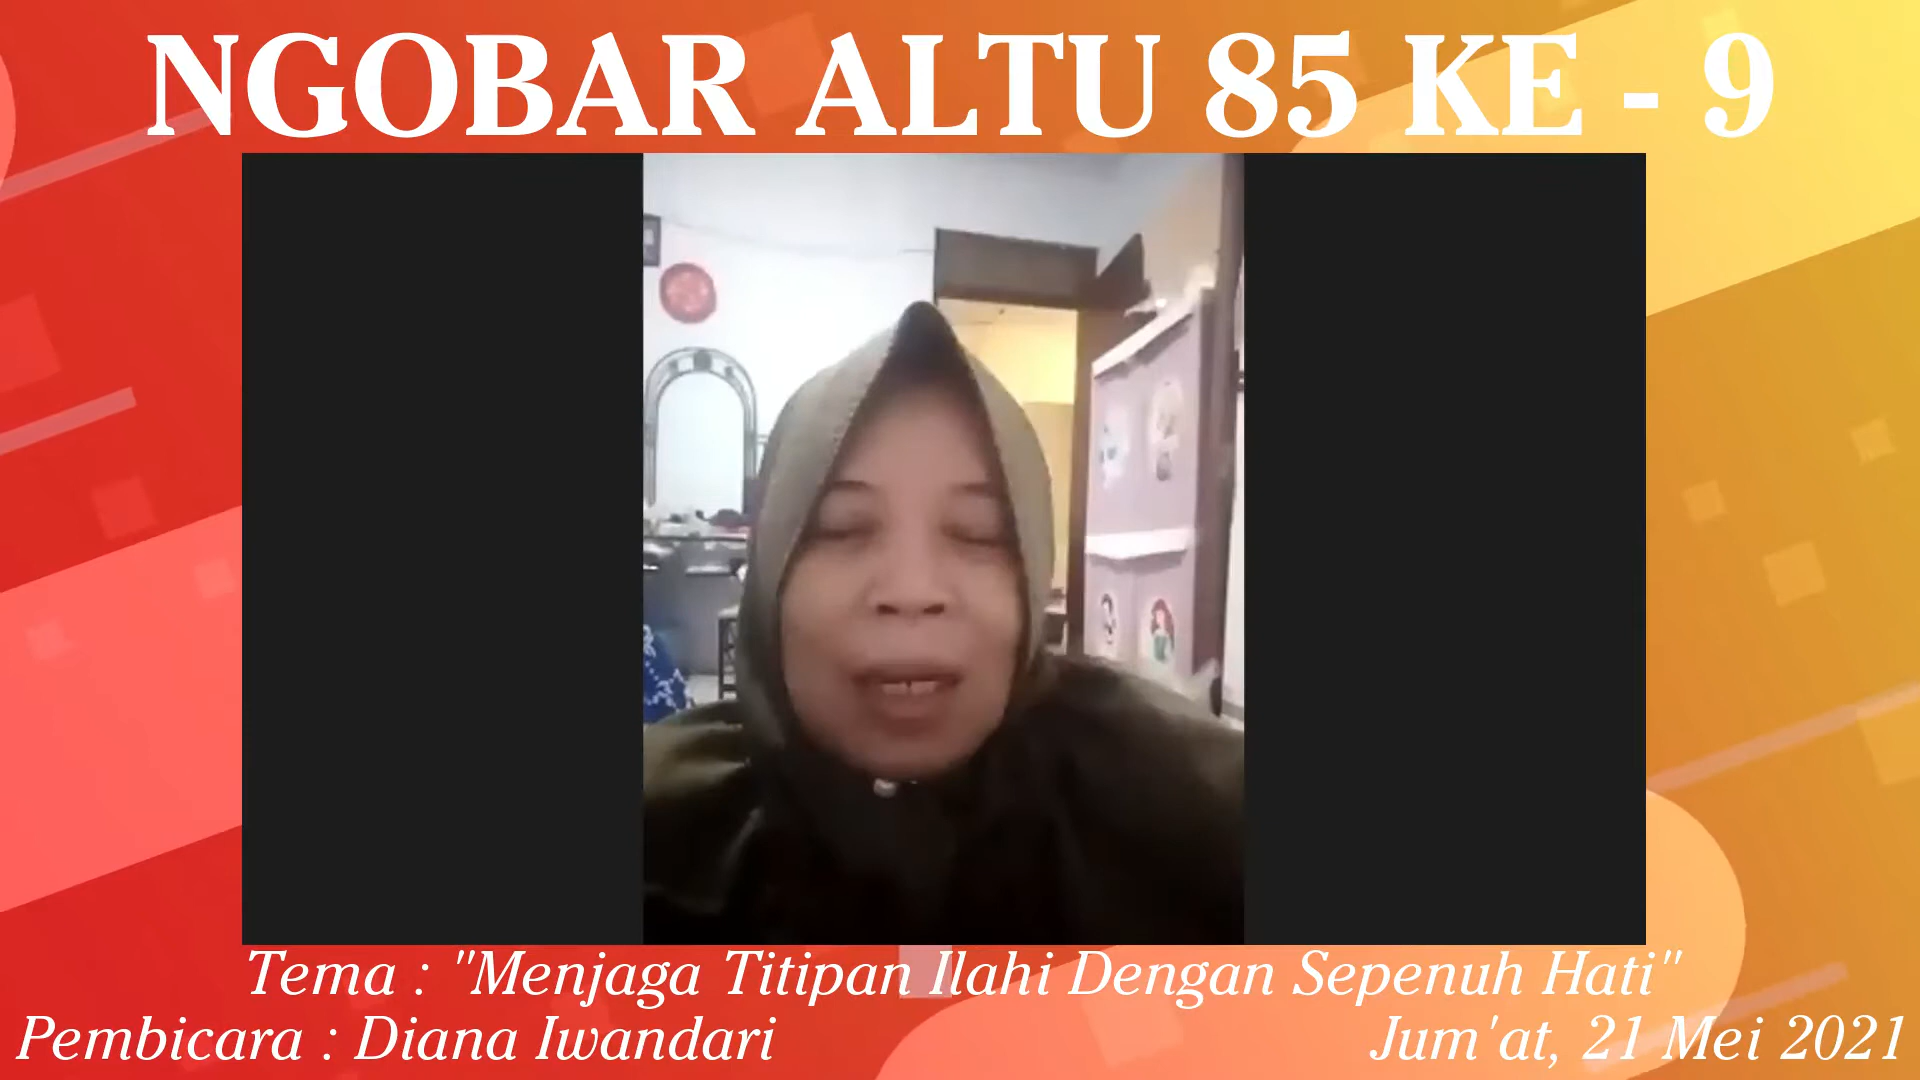 NGOBAR ALTU 85 KE - 9
Tema : "Menjaga Titipan Ilahi Dengan Sepenuh Hati"
Pembicara : Diana Iwandari
Jum'at, 21 Mei 2021